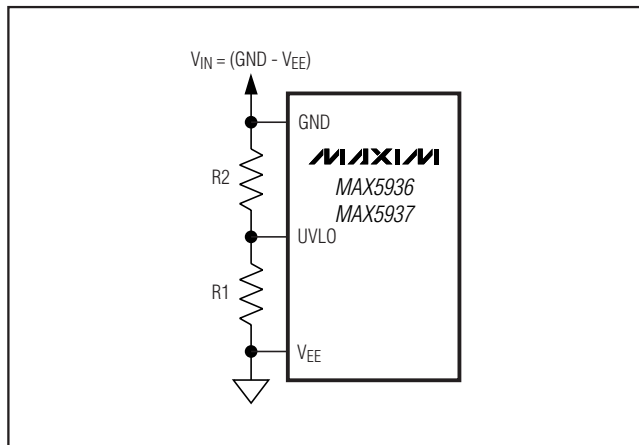 V_IN = (GND - V_EE)
GND
MAXIM
R2
MAX5936
MAX5937
UVLO
R1
V_EE